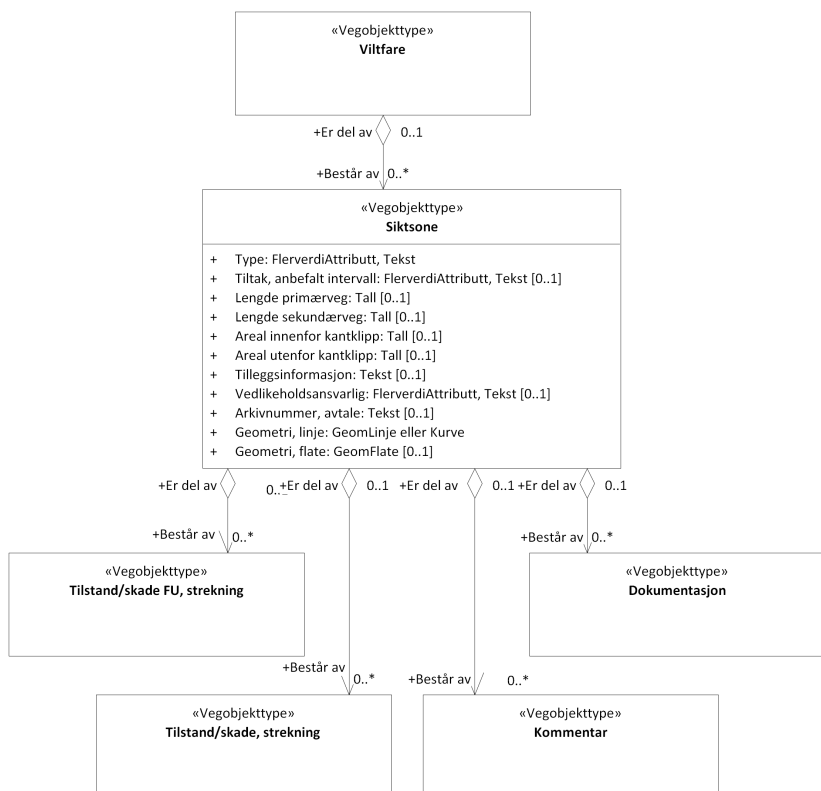 «Vegobjekttype»
Viltfare
+Er del av 0..1
+Består av 0..*
«Vegobjekttype»
Siktsone
+ Type: FlerverdiAttributt, Tekst
+ Tiltak, anbefalt intervall: FlerverdiAttributt, Tekst [0..1]
+ Lengde primærveg: Tall [0..1]
+ Lengde sekundærveg: Tall [0..1]
+ Areal innenfor kantklipp: Tall [0..1]
+ Areal utenfor kantklipp: Tall [0..1]
+ Tilleggsinformasjon: Tekst [0..1]
+ Vedlikeholdsansvarlig: FlerverdiAttributt, Tekst [0..1]
+ Arkivnummer, avtale: Tekst [0..1]
+ Geometri, linje: GeomLinje eller Kurve
+ Geometri, flate: GeomFlate [0..1]
+Er del av 0.. +Er del av 0..1 +Er del av 0..1 +Er del av 0..1
+Består av 0..* +Består av 0..*
«Vegobjekttype» «Vegobjekttype»
Tilstand/skade FU, strekning Dokumentasjon
+Består av 0..* +Består av 0..*
«Vegobjekttype» «Vegobjekttype»
Tilstand/skade, strekning Kommentar